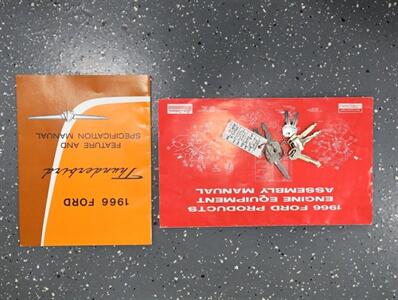 1966 FORD
Thunderbird
FEATURE AND
SPECIFICATION MANUAL
1966 FORD PRODUCTS
ENGINE EQUIPMENT
ASSEMBLY MANUAL